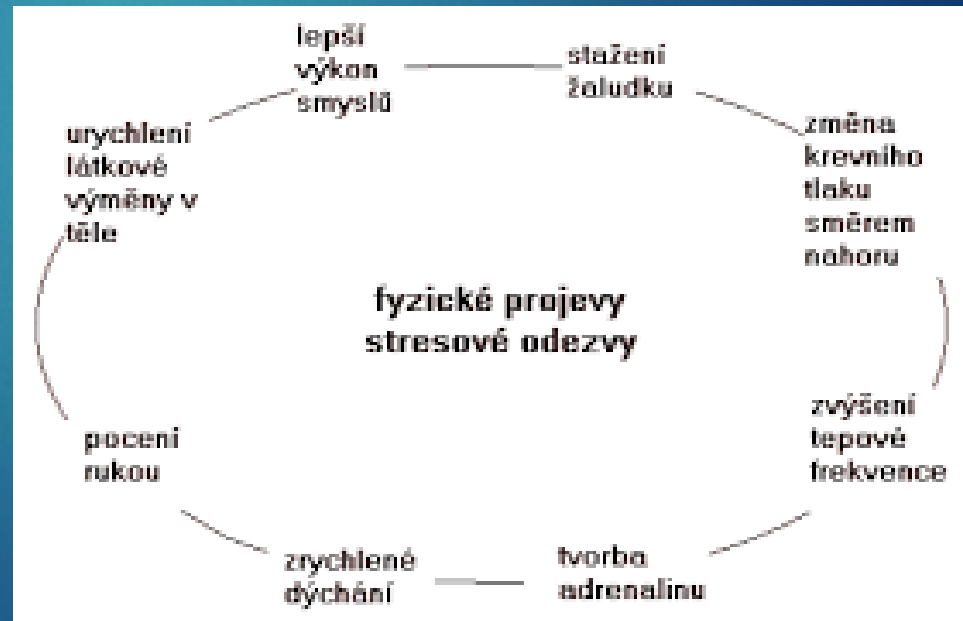 lepší
výkon
smyslů
stažení
žaludku
změna
krevního
tlaku
směrem
nahoru
zvýšení
tepové
frekvence
tvorba
adrenalinu
zrychlené
dýchání
pocení
rukou
urychlení
látkové
výměny v
těle
fyzické projevy
stresové odezvy